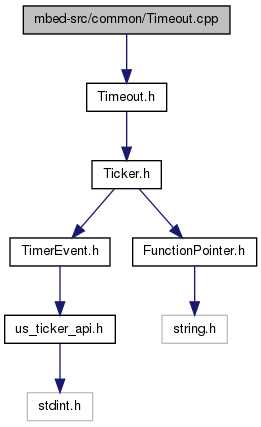 mbed-src/common/Timeout.cpp
Timeout.h
Ticker.h
TimerEvent.h
FunctionPointer.h
us_ticker_api.h
string.h
stdint.h